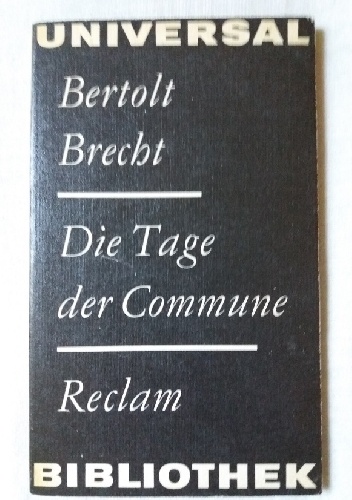 UNIVERSAL
Bertolt
Brecht
Die Tage
der Commune
Reclam
BIBLIOTHEK